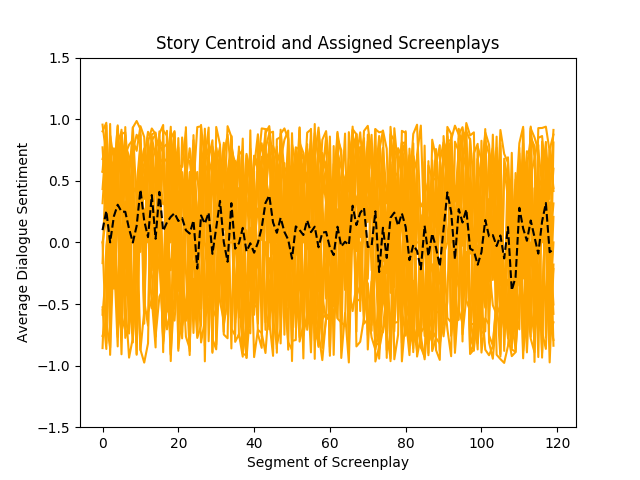 Story Centroid and Assigned Screenplays
1.5
1.0
0.5
0.0
−0.5
−1.0
−1.5
Average Dialogue Sentiment
0 20 40 60 80 100 120
Segment of Screenplay